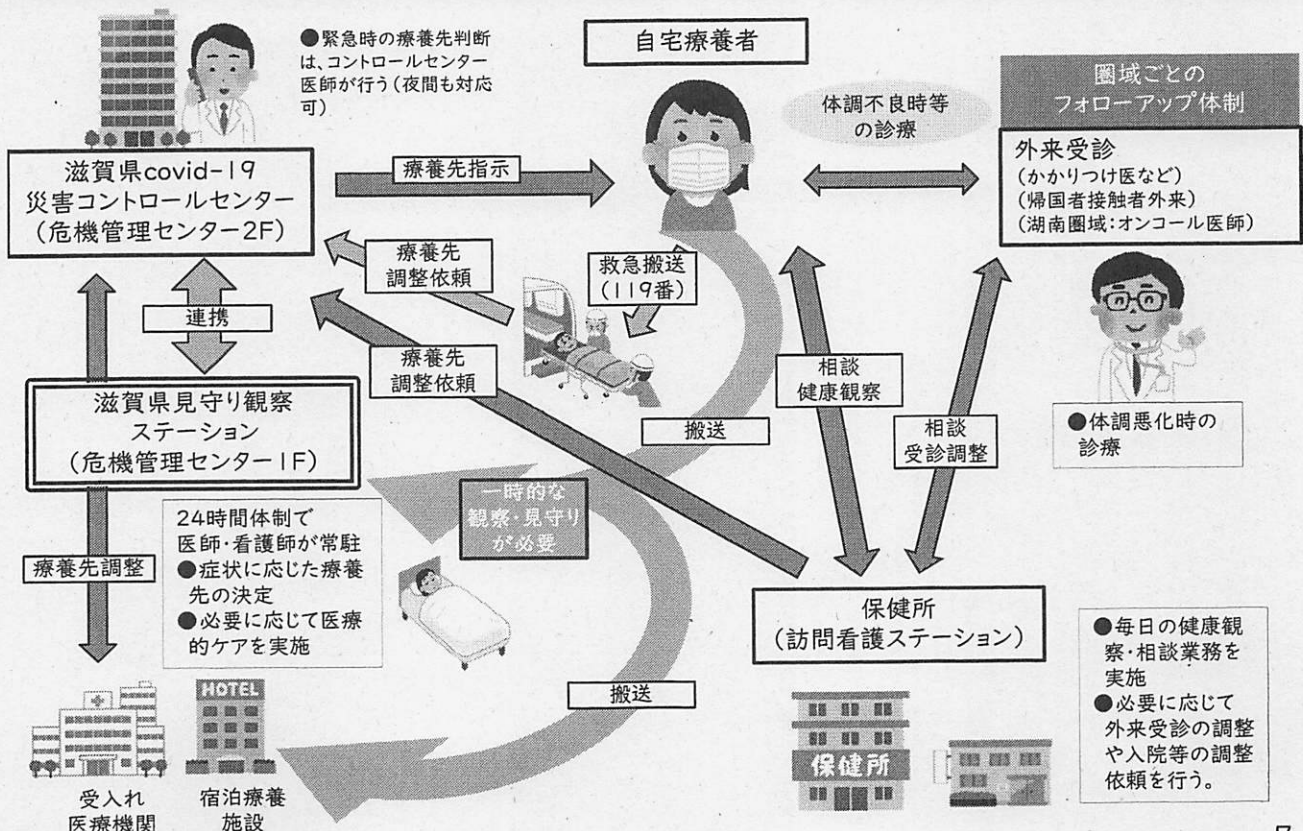 ●緊急時の療養先判断
は、コントロールセンター
医師が行う(夜間も対応
可)
自宅療養者
圏域ごとの
フォローアップ体制
体調不良時等
の診療
外来受診
(かかりつけ医など)
(帰国者接触者外来)
(湖南圏域:オンコール医師)
滋賀県covid-19
災害コントロールセンター
(危機管理センター2F)
療養先指示
療養先
調整依頼
救急搬送
(119番)
連携
療養先
調整依頼
相談
健康観察
相談
受診調整
●体調悪化時の
診療
滋賀県見守り観察
ステーション
(危機管理センター1F)
搬送
一時的な
観察・見守り
が必要
24時間体制で
医師・看護師が常駐
●症状に応じた療養
先の決定
●必要に応じて医療
的ケアを実施
療養先調整
保健所
(訪問看護ステーション)
●毎日の健康観
察・相談業務を
実施
●必要に応じて
外来受診の調整
や入院等の調整
依頼を行う。
搬送
HOTEL
保健所
受入れ
医療機関
宿泊療養
施設